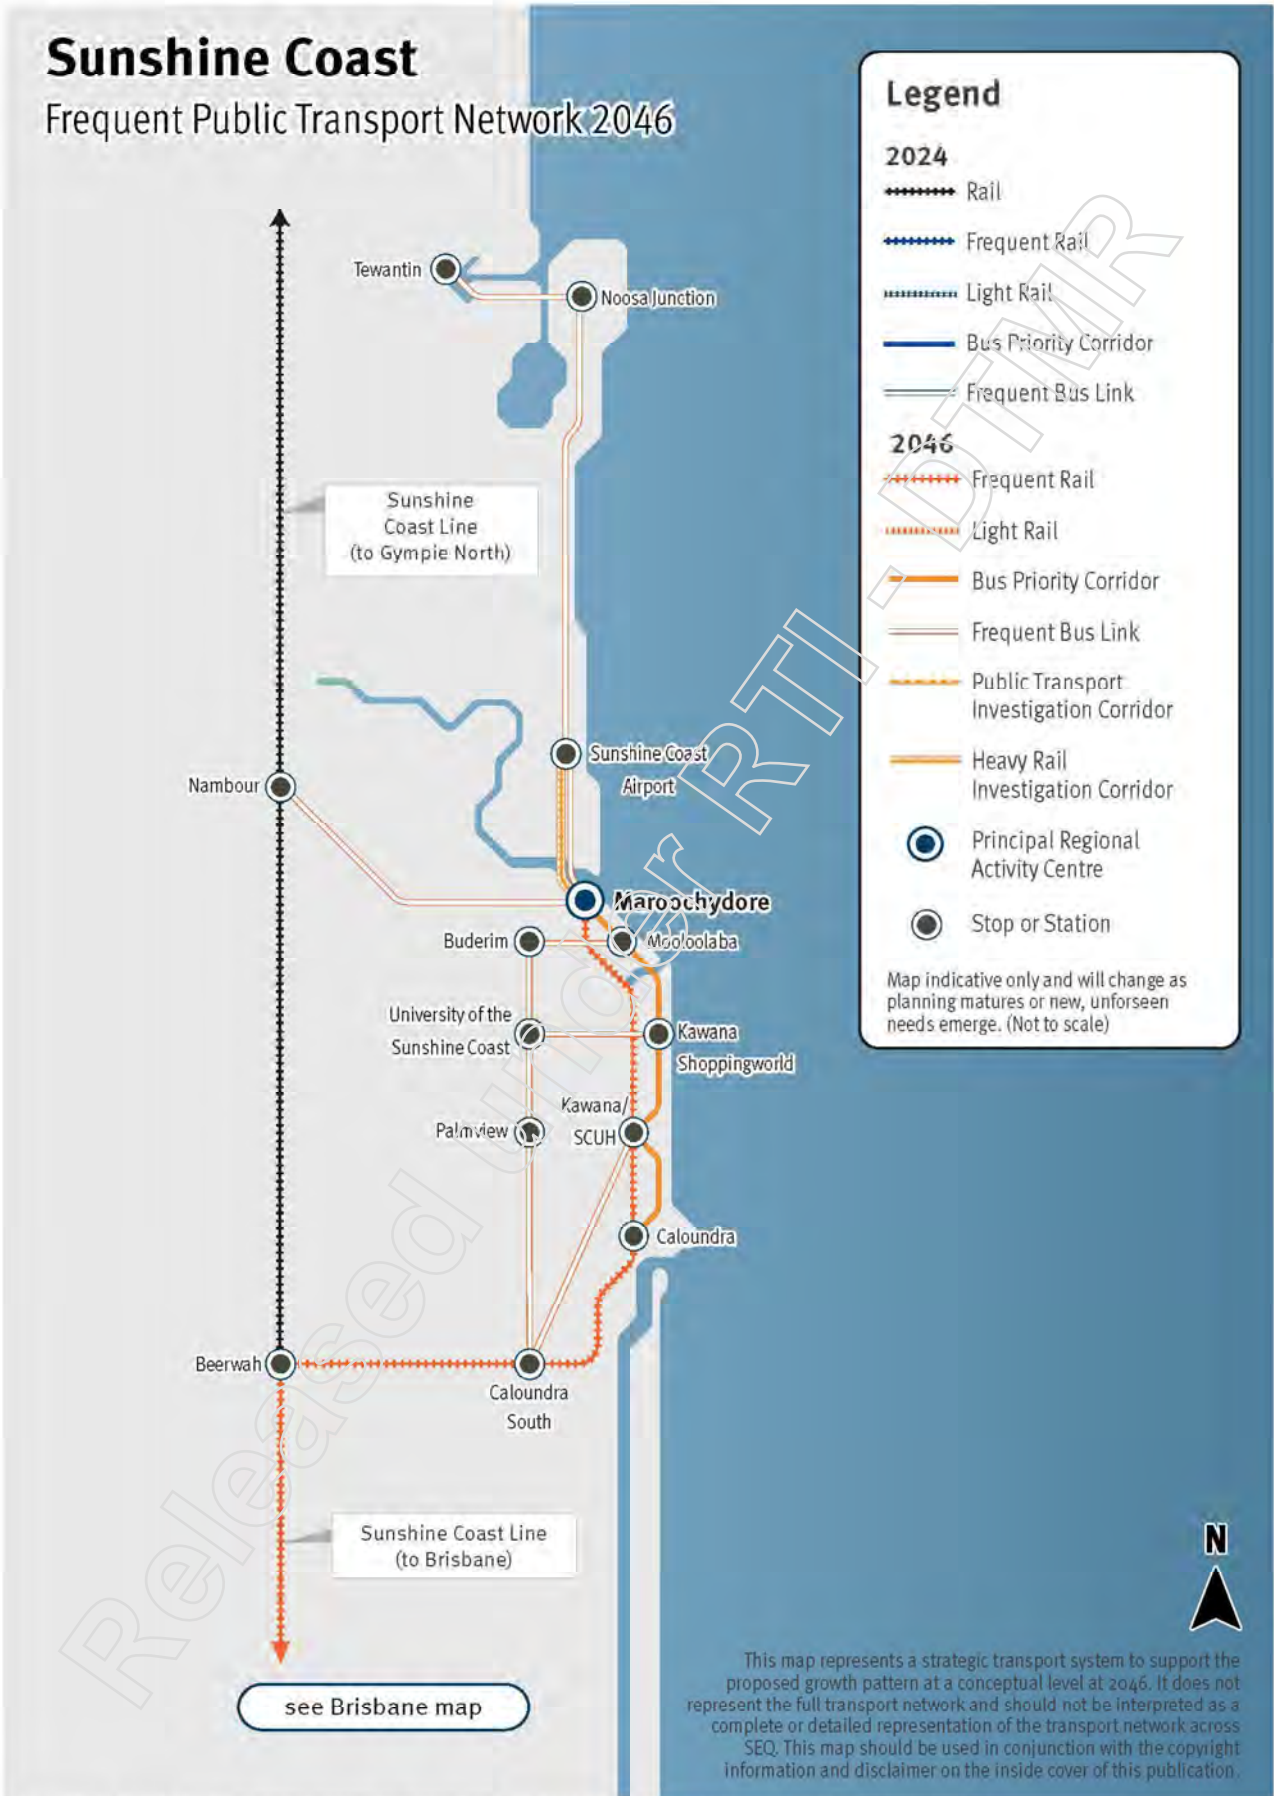 Sunshine Coast
Frequent Public Transport Network 2046
Legend
2024
Rail
Frequent Rail
Light Rail
Bus Priority Corridor
Frequent Bus Link
2046
Frequent Rail
Light Rail
Bus Priority Corridor
Frequent Bus Link
Public Transport
Investigation Corridor
Heavy Rail
Investigation Corridor
Principal Regional
Activity Centre
Stop or Station
Map indicative only and will change as
planning matures or new, unforseen
needs emerge. (Not to scale)
Tewantin
Noosa Junction
Sunshine
Coast Line
(to Gympie North)
Sunshine Coast
Airport
Nambour
Maroochydore
Buderim
Mooloolaba
University of the
Sunshine Coast
Kawana
Shoppingworld
Kawana/
SCUH
Palmview
Caloundra
Beerwah
Caloundra
South
Sunshine Coast Line
(to Brisbane)
see Brisbane map
N
This map represents a strategic transport system to support the
proposed growth pattern at a conceptual level at 2046. It does not
represent the full transport network and should not be interpreted as a
complete or detailed representation of the transport network across
SEQ. This map should be used in conjunction with the copyright
information and disclaimer on the inside cover of this publication.
Released under RTI - DTMR